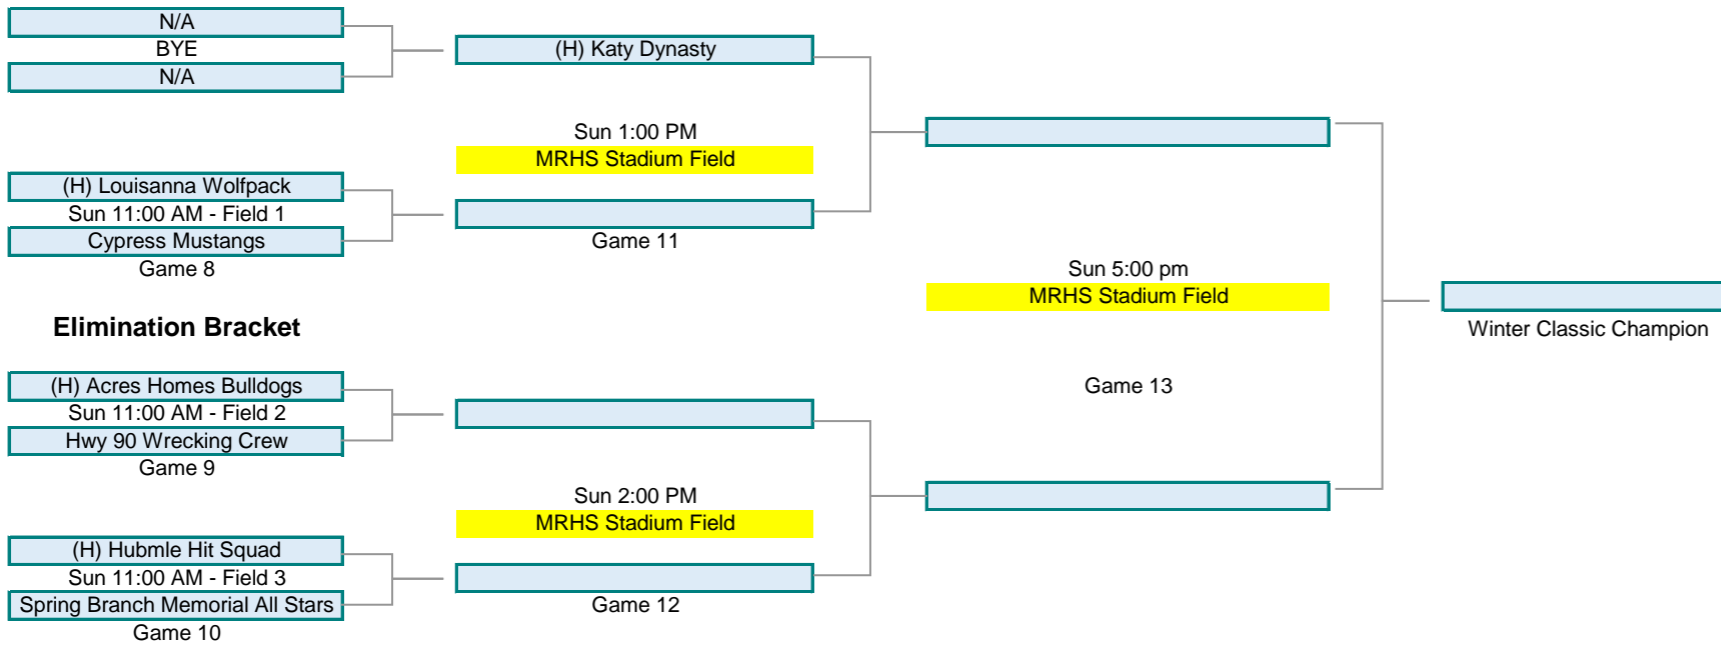 N/A
BYE
N/A
(H) Katy Dynasty
Sun 1:00 PM
MRHS Stadium Field
(H) Louisanna Wolfpack
Sun 11:00 AM - Field 1
Cypress Mustangs
Game 8
Game 11
Sun 5:00 pm
MRHS Stadium Field
Winter Classic Champion
Elimination Bracket
(H) Acres Homes Bulldogs
Sun 11:00 AM - Field 2
Hwy 90 Wrecking Crew
Game 9
Game 13
Sun 2:00 PM
MRHS Stadium Field
(H) Hubmle Hit Squad
Sun 11:00 AM - Field 3
Spring Branch Memorial All Stars
Game 10
Game 12